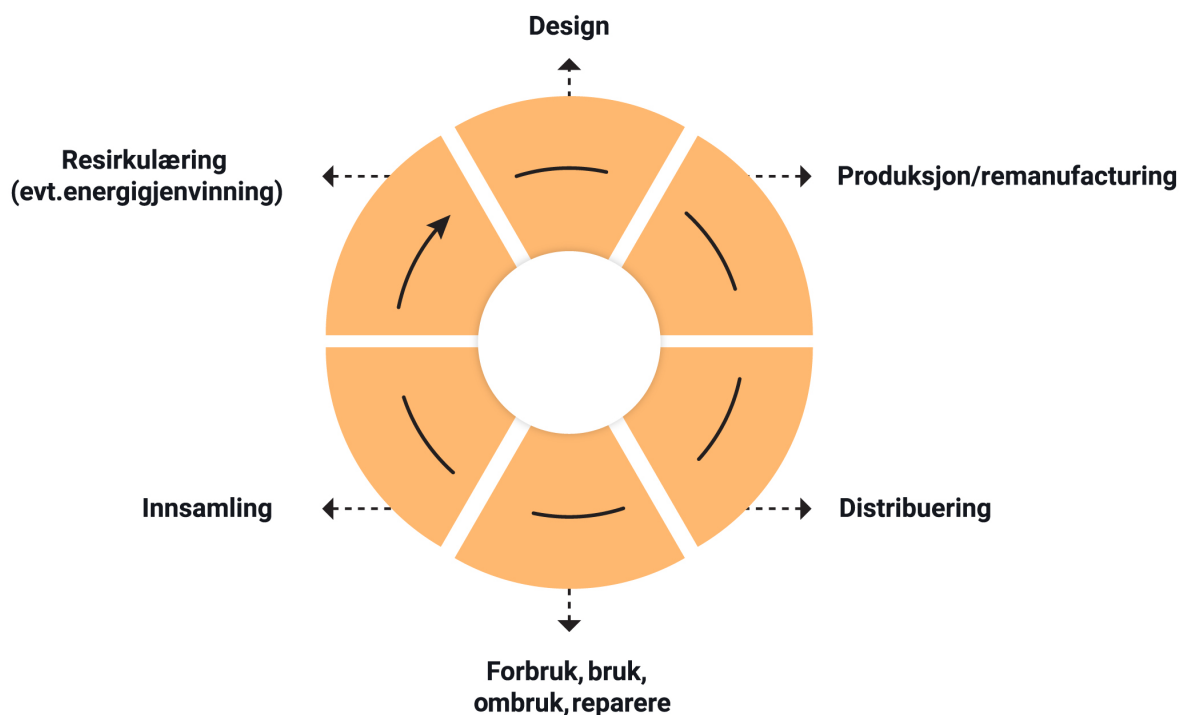 Design
Produksjon/remanufacturing
Distribuering
Forbruk, bruk,
ombruk, reparere
Innsamling
Resirkulæring
(evt.energigjenvinning)